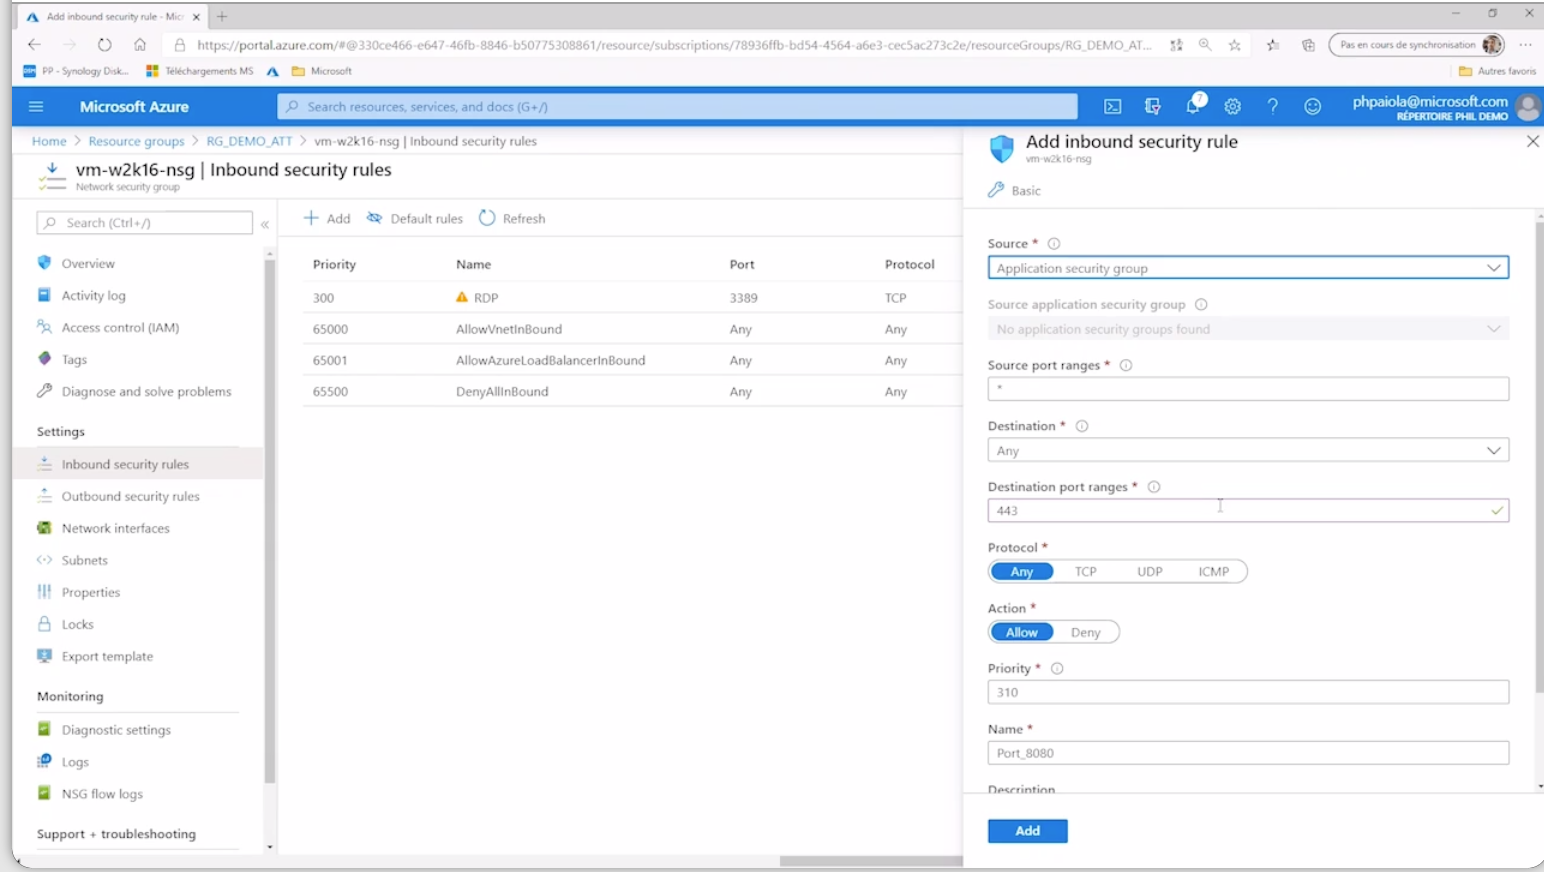 Add inbound security rule - Micr
https://portal.azure.com/#@330ce466-e647-46fb-8846-b50775308861/resource/subscriptions/78936ffb-bd54-4564-a6e3-cec5ac273c2e/resourceGroups/RG_DEMO_AT...
Pas en cours de synchronisation
PP - Synology Disk...
Téléchargements MS
Microsoft
Autres favoris
Microsoft Azure
Search resources, services, and docs (G+/)
7
phpaiola@microsoft.com
RÉPERTOIRE PHIL DEMO
Home > Resource groups > RG_DEMO_ATT > vm-w2k16-nsg | Inbound security rules
vm-w2k16-nsg | Inbound security rules
Network security group
Search (Ctrl+/)
Overview
Activity log
Access control (IAM)
Tags
Diagnose and solve problems
Settings
Inbound security rules
Outbound security rules
Network interfaces
Subnets
Properties
Locks
Export template
Monitoring
Diagnostic settings
Logs
NSG flow logs
Support + troubleshooting
Add Default rules Refresh
Priority Name Port Protocol
300 RDP 3389 TCP
65000 AllowVnetInBound Any Any
65001 AllowAzureLoadBalancerInBound Any Any
65500 DenyAllInBound Any Any
Add inbound security rule
vm-w2k16-nsg
Basic
Source *
Application security group
Source application security group
No application security groups found
Source port ranges *
*
Destination *
Any
Destination port ranges *
443
Protocol *
Any TCP UDP ICMP
Action *
Allow Deny
Priority *
310
Name *
Port_8080
Description
Add